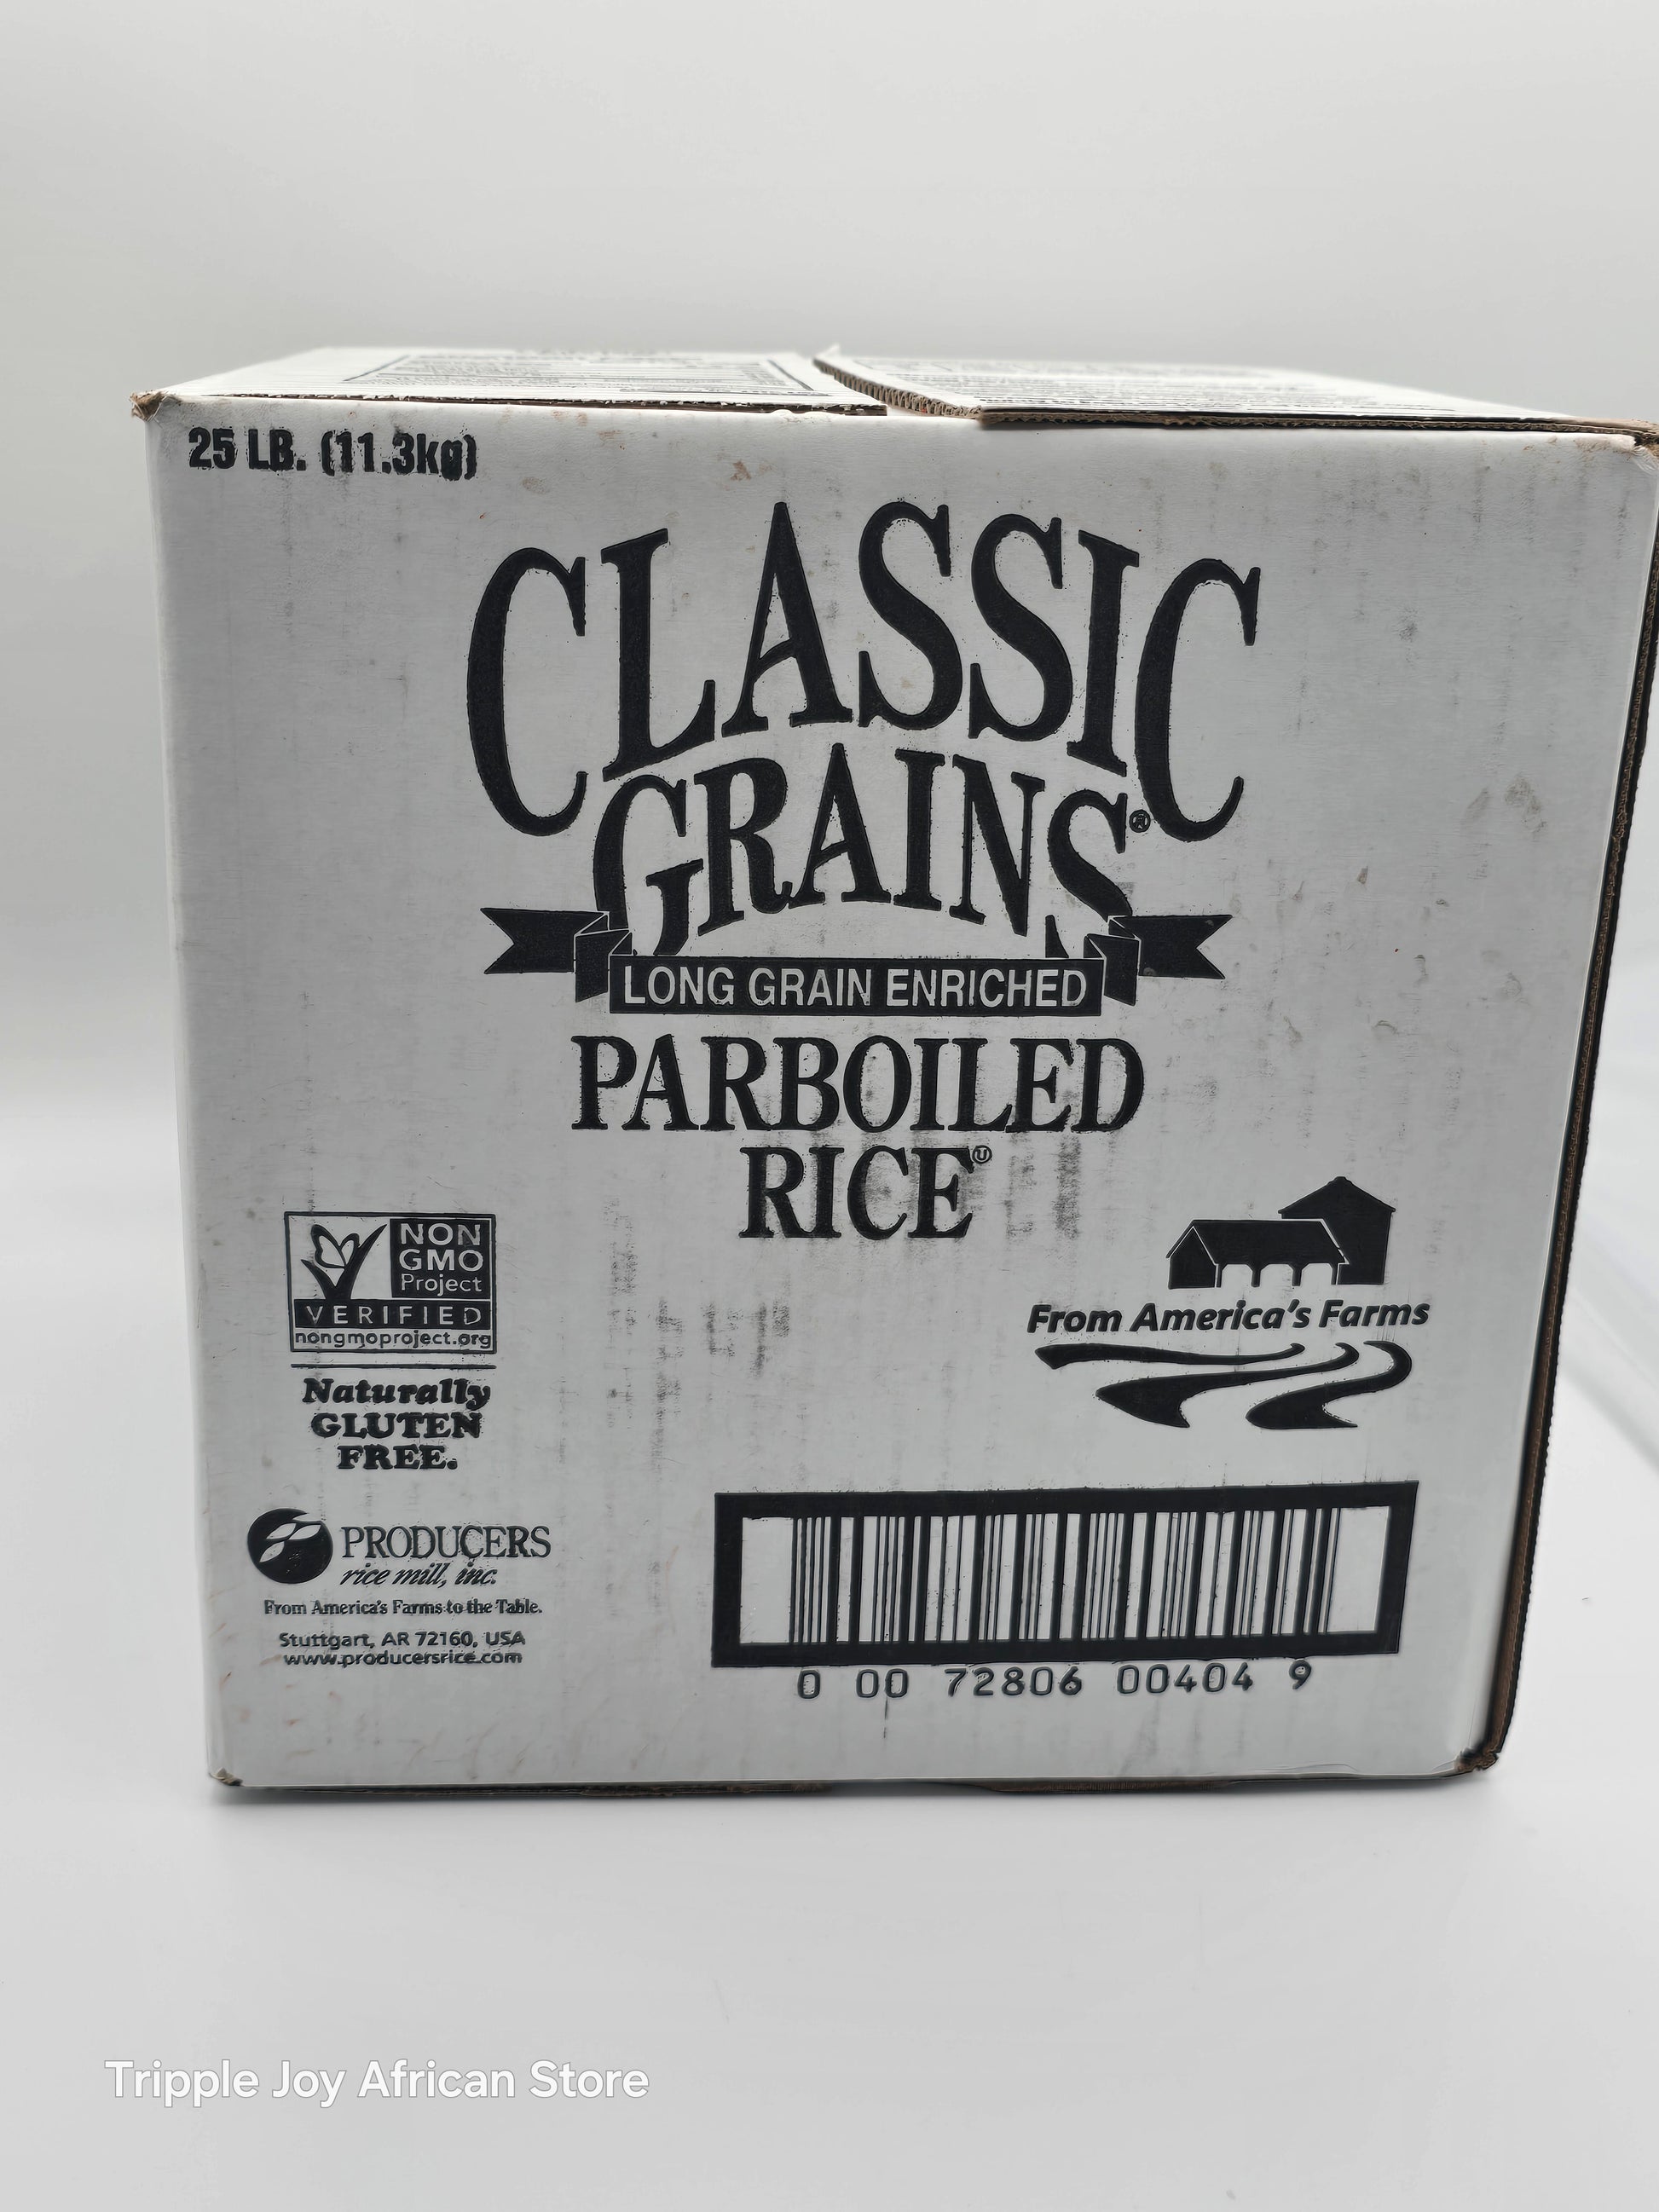 25 LB. (11.3kg)
CLASSIC
GRAINS®
LONG GRAIN ENRICHED
PARBOILED
RICE Ⓤ
NON
GMO
Project
VERIFIED
nongmoproject.org
Naturally
GLUTEN
FREE.
From America's Farms
PRODUCERS
rice mill, inc.
From America's Farms to the Table.
Stuttgart, AR 72160, USA
www.producersrice.com
0 00 72806 00404 9
Tripple Joy African Store